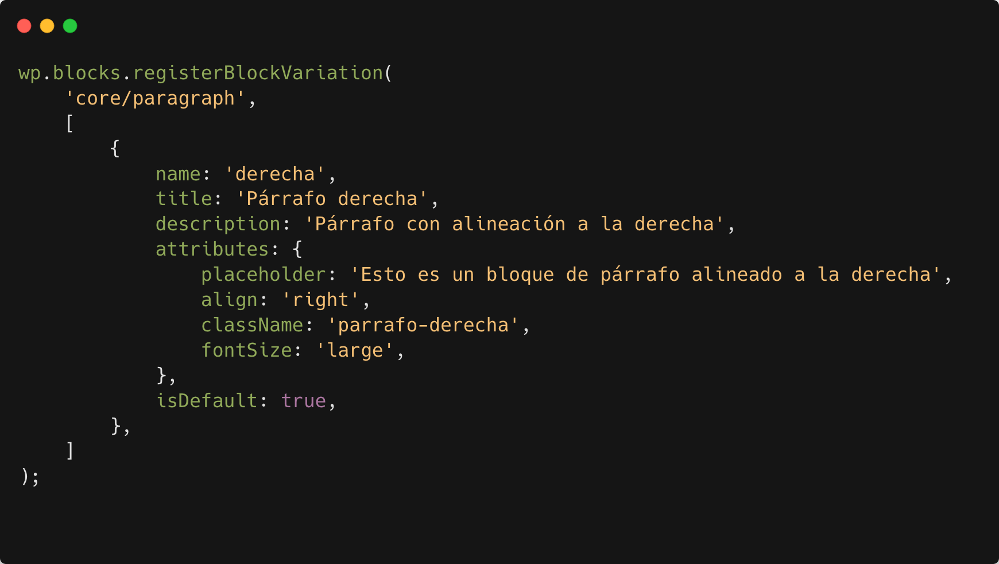 wp.blocks.registerBlockVariation(
    'core/paragraph',
    [
        {
            name: 'derecha',
            title: 'Párrafo derecha',
            description: 'Párrafo con alineación a la derecha',
            attributes: {
                placeholder: 'Esto es un bloque de párrafo alineado a la derecha',
                align: 'right',
                className: 'parrafo-derecha',
                fontSize: 'large',
            },
            isDefault: true,
        },
    ]
);